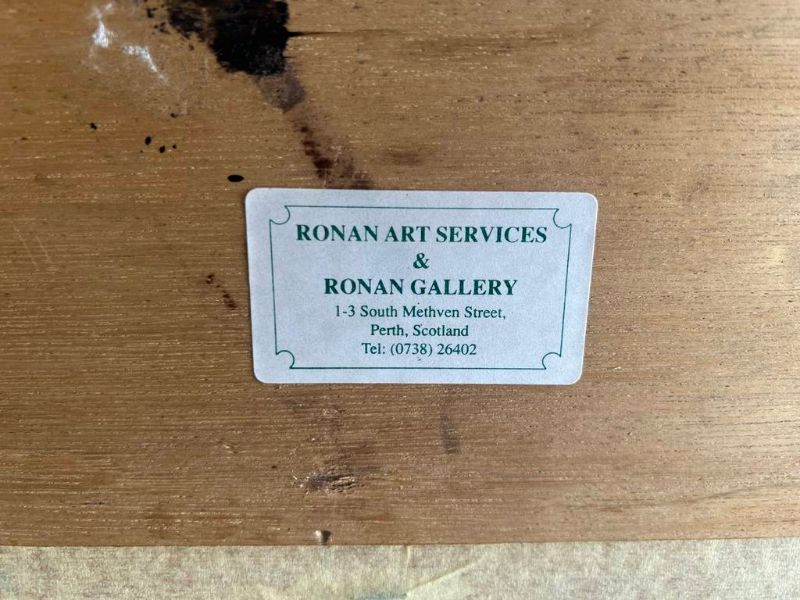 RONAN ART SERVICES
&
RONAN GALLERY
1-3 South Methven Street,
Perth, Scotland
Tel: (0738) 26402